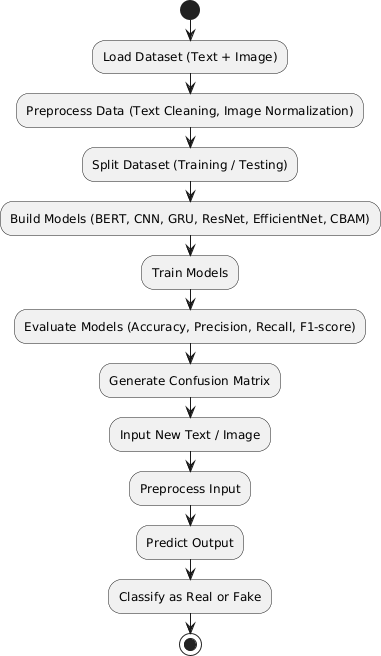 Load Dataset (Text + Image)
Preprocess Data (Text Cleaning, Image Normalization)
Split Dataset (Training / Testing)
Build Models (BERT, CNN, GRU, ResNet, EfficientNet, CBAM)
Train Models
Evaluate Models (Accuracy, Precision, Recall, F1-score)
Generate Confusion Matrix
Input New Text / Image
Preprocess Input
Predict Output
Classify as Real or Fake